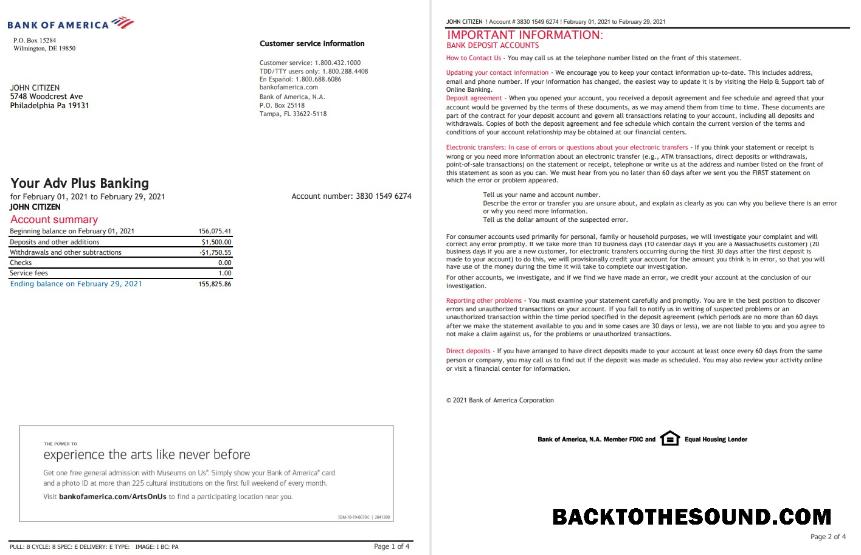 BANK OF AMERICA
P.O. Box 15284
Wilmington, DE 19850
Customer service information
Customer service: 1.800.432.1000
TDD/TTY users only: 1.800.288.4408
En Español: 1.800.688.6086
bankofamerica.com
Bank of America, N.A.
P.O. Box 25118
Tampa, FL 33622-5118
JOHN CITIZEN
5748 Woodcrest Ave
Philadelphia Pa 19131
Your Adv Plus Banking
for February 01, 2021 to February 29, 2021
Account number: 3830 1549 6274
JOHN CITIZEN
Account summary
Beginning balance on February 01, 2021 156,075.41
Deposits and other additions $1,500.00
Withdrawals and other subtractions -$1,750.55
Checks 0.00
Service fees 1.00
Ending balance on February 29, 2021 155,825.86
THE POWER TO
experience the arts like never before
Get one free general admission with Museums on Us®. Simply show your Bank of America® card
and a photo ID at more than 225 cultural institutions on the first full weekend of every month.
Visit bankofamerica.com/ArtsOnUs to find a participating location near you.
PULL: B CYCLE: B SPEC: E DELIVERY: E TYPE: IMAGE: I BC: PA
Page 1 of 4
JOHN CITIZEN ! Account # 3830 1549 6274 ! February 01, 2021 to February 29, 2021
IMPORTANT INFORMATION:
BANK DEPOSIT ACCOUNTS
How to Contact Us - You may call us at the telephone number listed on the front of this statement.
Updating your contact information - We encourage you to keep your contact information up-to-date. This includes address,
email and phone number. If your information has changed, the easiest way to update it is by visiting the Help & Support tab of
Online Banking.
Deposit agreement - When you opened your account, you received a deposit agreement and fee schedule and agreed that your
account would be governed by the terms of these documents, as we may amend them from time to time. These documents are
part of the contract for your deposit account and govern all transactions relating to your account, including all deposits and
withdrawals. Copies of both the deposit agreement and fee schedule which contain the current version of the terms and
conditions of your account relationship may be obtained at our financial centers.
Electronic transfers: In case of errors or questions about your electronic transfers - If you think your statement or receipt is
wrong or you need more information about an electronic transfer (e.g., ATM transactions, direct deposits or withdrawals,
point-of-sale transactions) on the statement or receipt, telephone or write us at the address and number listed on the front of
this statement as soon as you can. We must hear from you no later than 60 days after we sent you the FIRST statement on
which the error or problem appeared.
Tell us your name and account number.
Describe the error or transfer you are unsure about, and explain as clearly as you can why you believe there is an error
or why you need more information.
Tell us the dollar amount of the suspected error.
For consumer accounts used primarily for personal, family or household purposes, we will investigate your complaint and will
correct any error promptly. If we take more than 10 business days (10 calendar days if you are a Massachusetts customer) (20
business days if you are a new customer, for electronic transfers occurring during the first 30 days after the first deposit is
made to your account) to do this, we will provisionally credit your account for the amount you think is in error, so that you will
have use of the money during the time it will take to complete our investigation.
For other accounts, we investigate, and if we find we have made an error, we credit your account at the conclusion of our
investigation.
Reporting other problems - You must examine your statement carefully and promptly. You are in the best position to discover
errors and unauthorized transactions on your account. If you fail to notify us in writing of suspected problems or an
unauthorized transaction within the time period specified in the deposit agreement (which periods are no more than 60 days
after we make the statement available to you and in some cases are 30 days or less), we are not liable to you and you agree to
not make a claim against us, for the problems or unauthorized transactions.
Direct deposits - If you have arranged to have direct deposits made to your account at least once every 60 days from the same
person or company, you may call us to find out if the deposit was made as scheduled. You may also review your activity online
or visit a financial center for information.
© 2021 Bank of America Corporation
Bank of America, N.A. Member FDIC and Equal Housing Lender
BACKTOTHESOUND.COM
Page 2 of 4